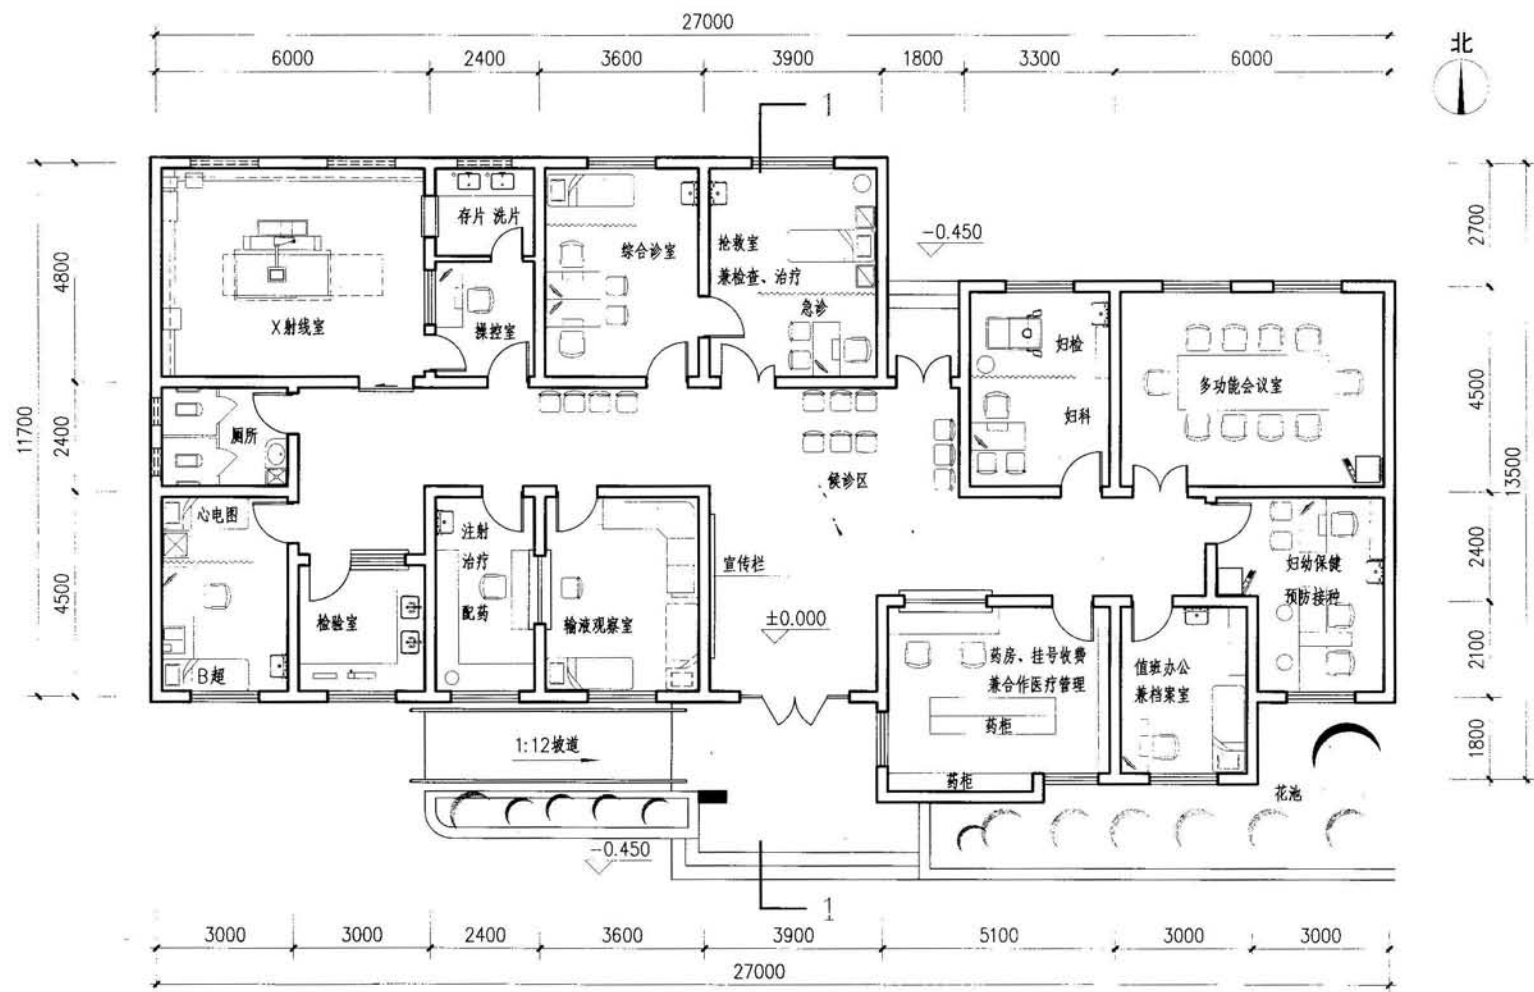 27000
北
6000 2400 3600 3900 1800 3300 6000
1
存片 洗片
综合诊室
抢救室
兼检查、治疗
急诊
-0.450
X射线室
操控室
妇检
妇科
多功能会议室
厕所
候诊区
心电图
注射
治疗
配药
宣传栏
妇幼保健
预防接种
检验室
输液观察室
±0.000
B超
药房、挂号收费
兼合作医疗管理
药柜
值班办公
兼档案室
1:12坡道
药柜
花池
-0.450
1
4800
2400
4500
11700
2700
4500
2400
2100
1800
13500
3000 3000 2400 3600 3900 5100 3000 3000
27000